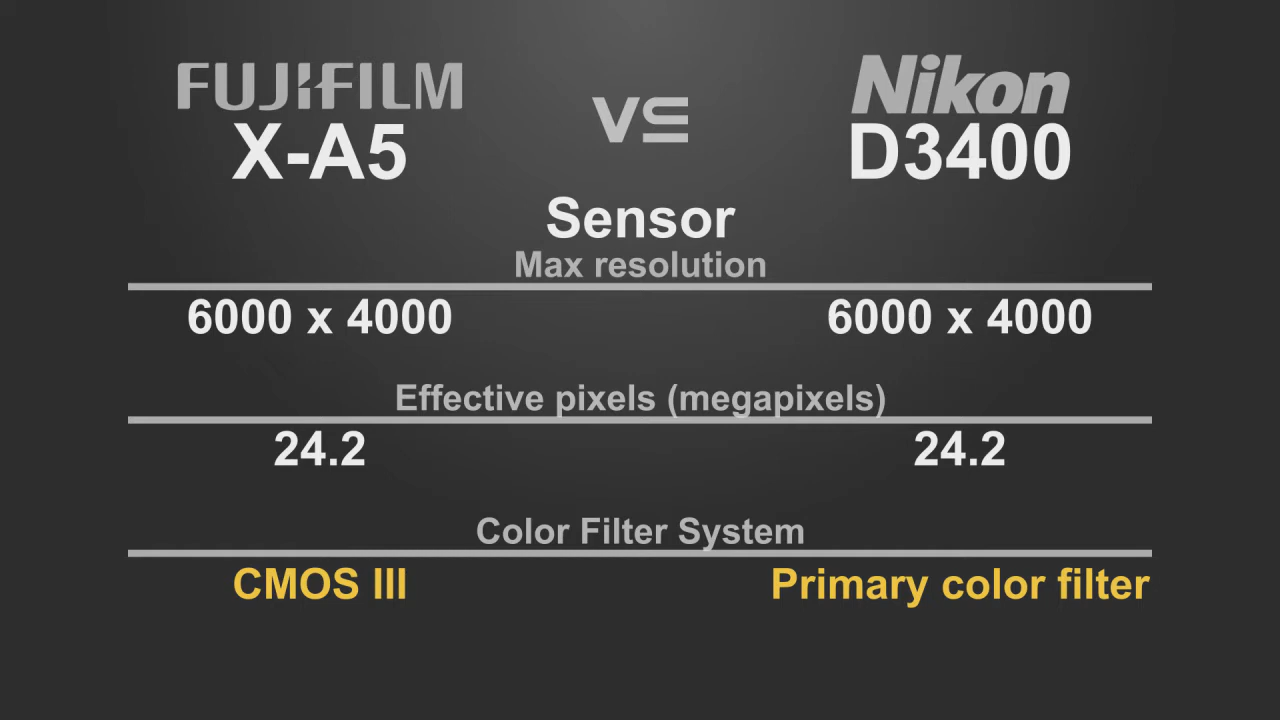 FUJIFILM VS Nikon
X-A5 D3400
Sensor
Max resolution
6000 x 4000 6000 x 4000
Effective pixels (megapixels)
24.2 24.2
Color Filter System
CMOS III Primary color filter